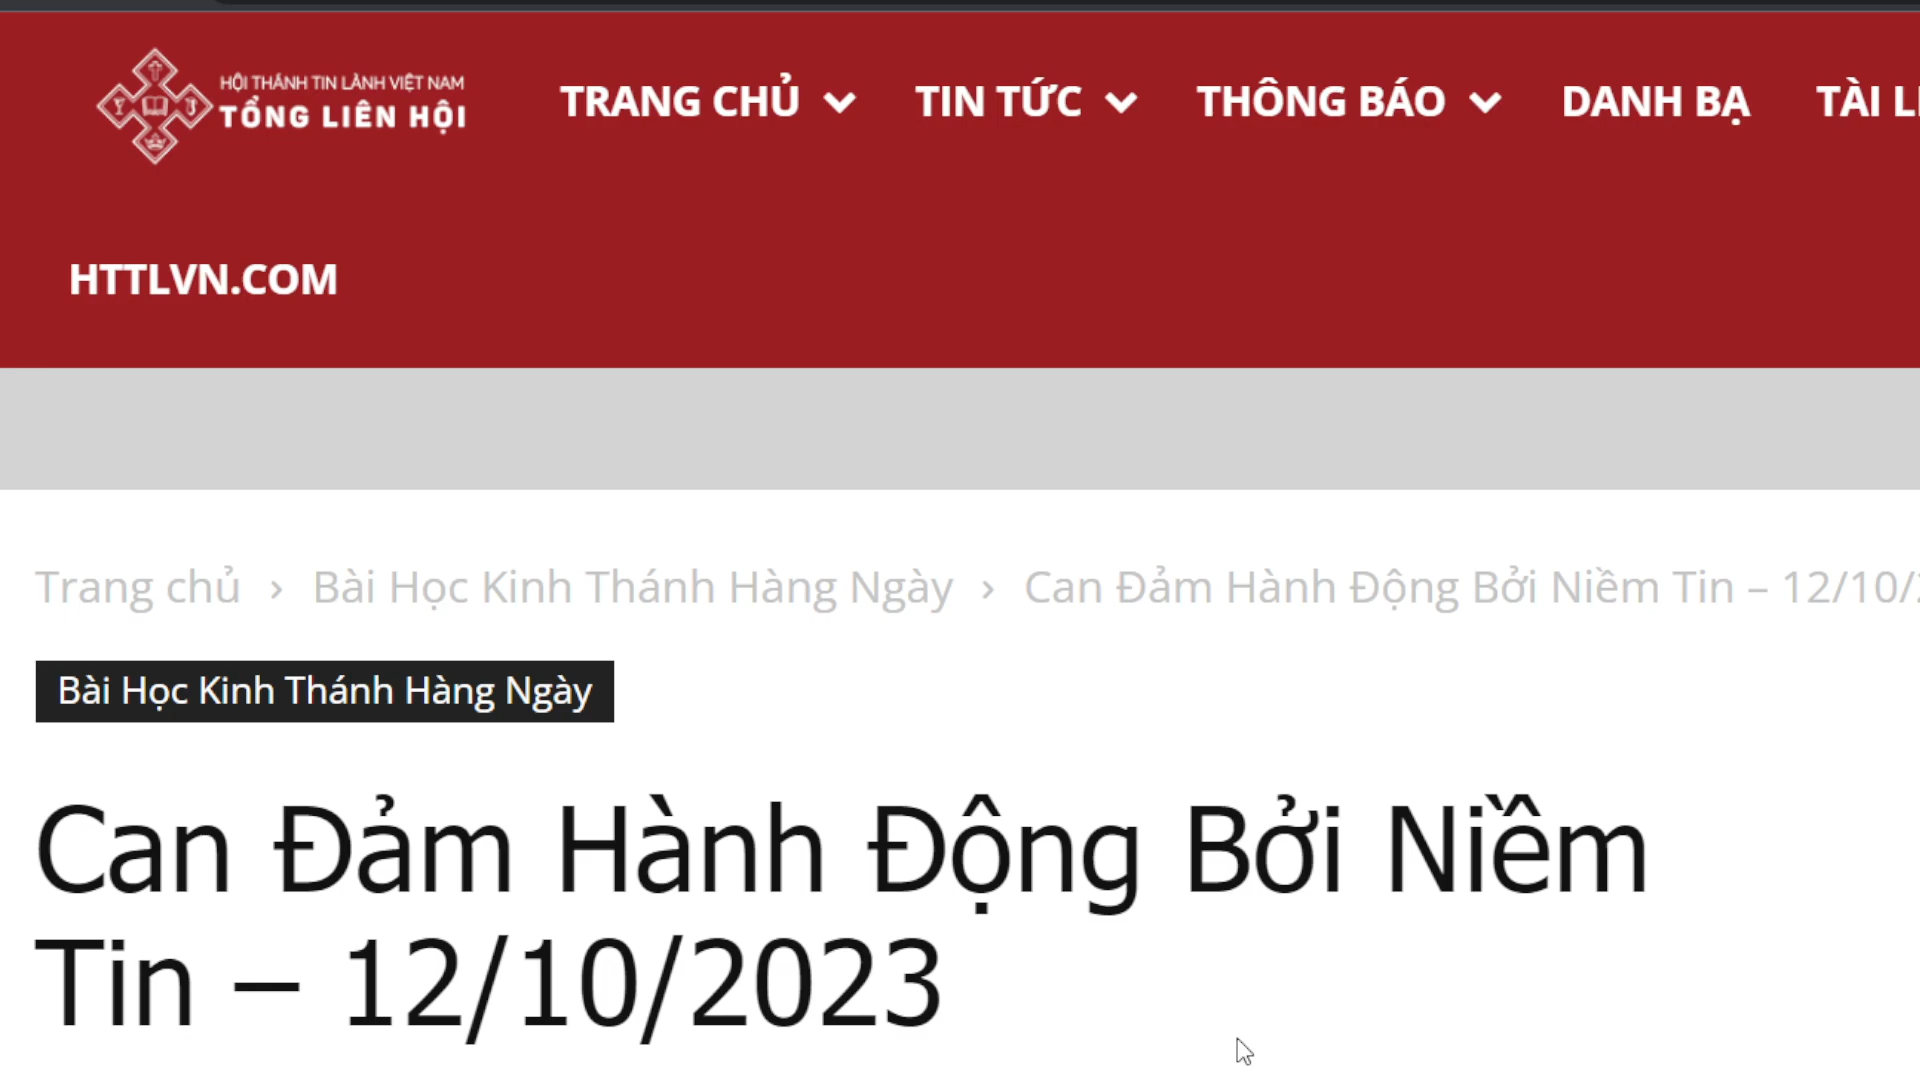 HỘI THÁNH TIN LÀNH VIỆT NAM
TỔNG LIÊN HỘI
TRANG CHỦ TIN TỨC THÔNG BÁO DANH BẠ TÀI L
HTTLVN.COM
Trang chủ › Bài Học Kinh Thánh Hàng Ngày › Can Đảm Hành Động Bởi Niềm Tin – 12/10/
Bài Học Kinh Thánh Hàng Ngày
Can Đảm Hành Động Bởi Niềm
Tin – 12/10/2023